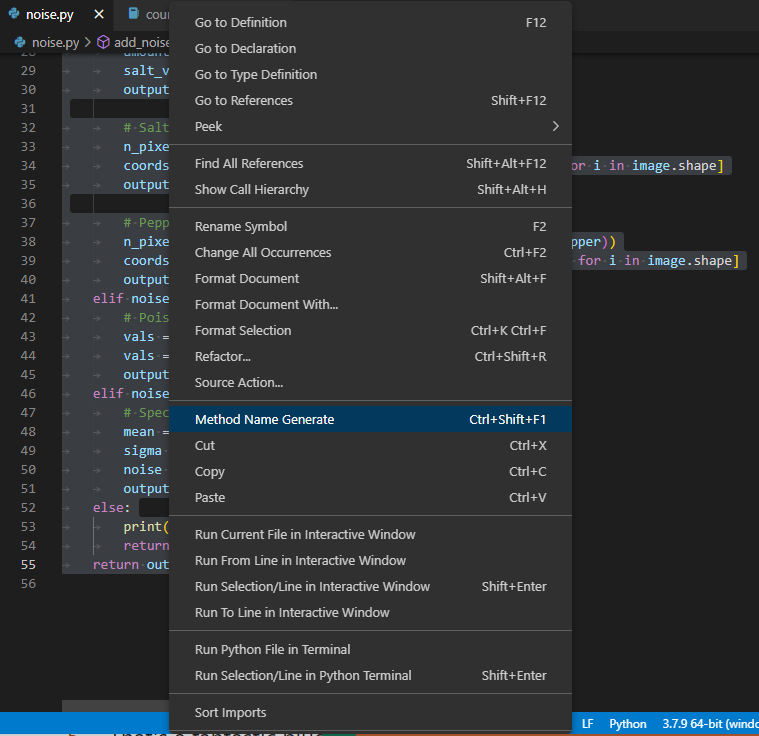 noise.py × cour
noise.py > add_noise
Go to Definition F12
Go to Declaration
29 salt_v
Go to Type Definition
30 output
Go to References Shift+F12
31
32 # Salt
Peek
33 n_pixe
34 coords
Find All References Shift+Alt+F12
or i in image.shape]
35 output
Show Call Hierarchy Shift+Alt+H
36
37 # Pepp
Rename Symbol F2
38 n_pixe
pper))
39 coords
Change All Occurrences Ctrl+F2
for i in image.shape]
40 output
Format Document Shift+Alt+F
41 elif noise
Format Document With...
42 # Pois
43 vals =
Format Selection Ctrl+K Ctrl+F
44 vals =
Refactor... Ctrl+Shift+R
45 output
Source Action...
46 elif noise
47 # Spec
Method Name Generate Ctrl+Shift+F1
48 mean =
49 sigma
Cut Ctrl+X
50 noise
Copy Ctrl+C
51 output
Paste Ctrl+V
52 else:
53 print(
Run Current File in Interactive Window
54 return
Run From Line in Interactive Window
55 return out
56
Run Selection/Line in Interactive Window Shift+Enter
Run To Line in Interactive Window
Run Python File in Terminal
Run Selection/Line in Python Terminal Shift+Enter
Sort Imports
LF Python 3.7.9 64-bit (windo